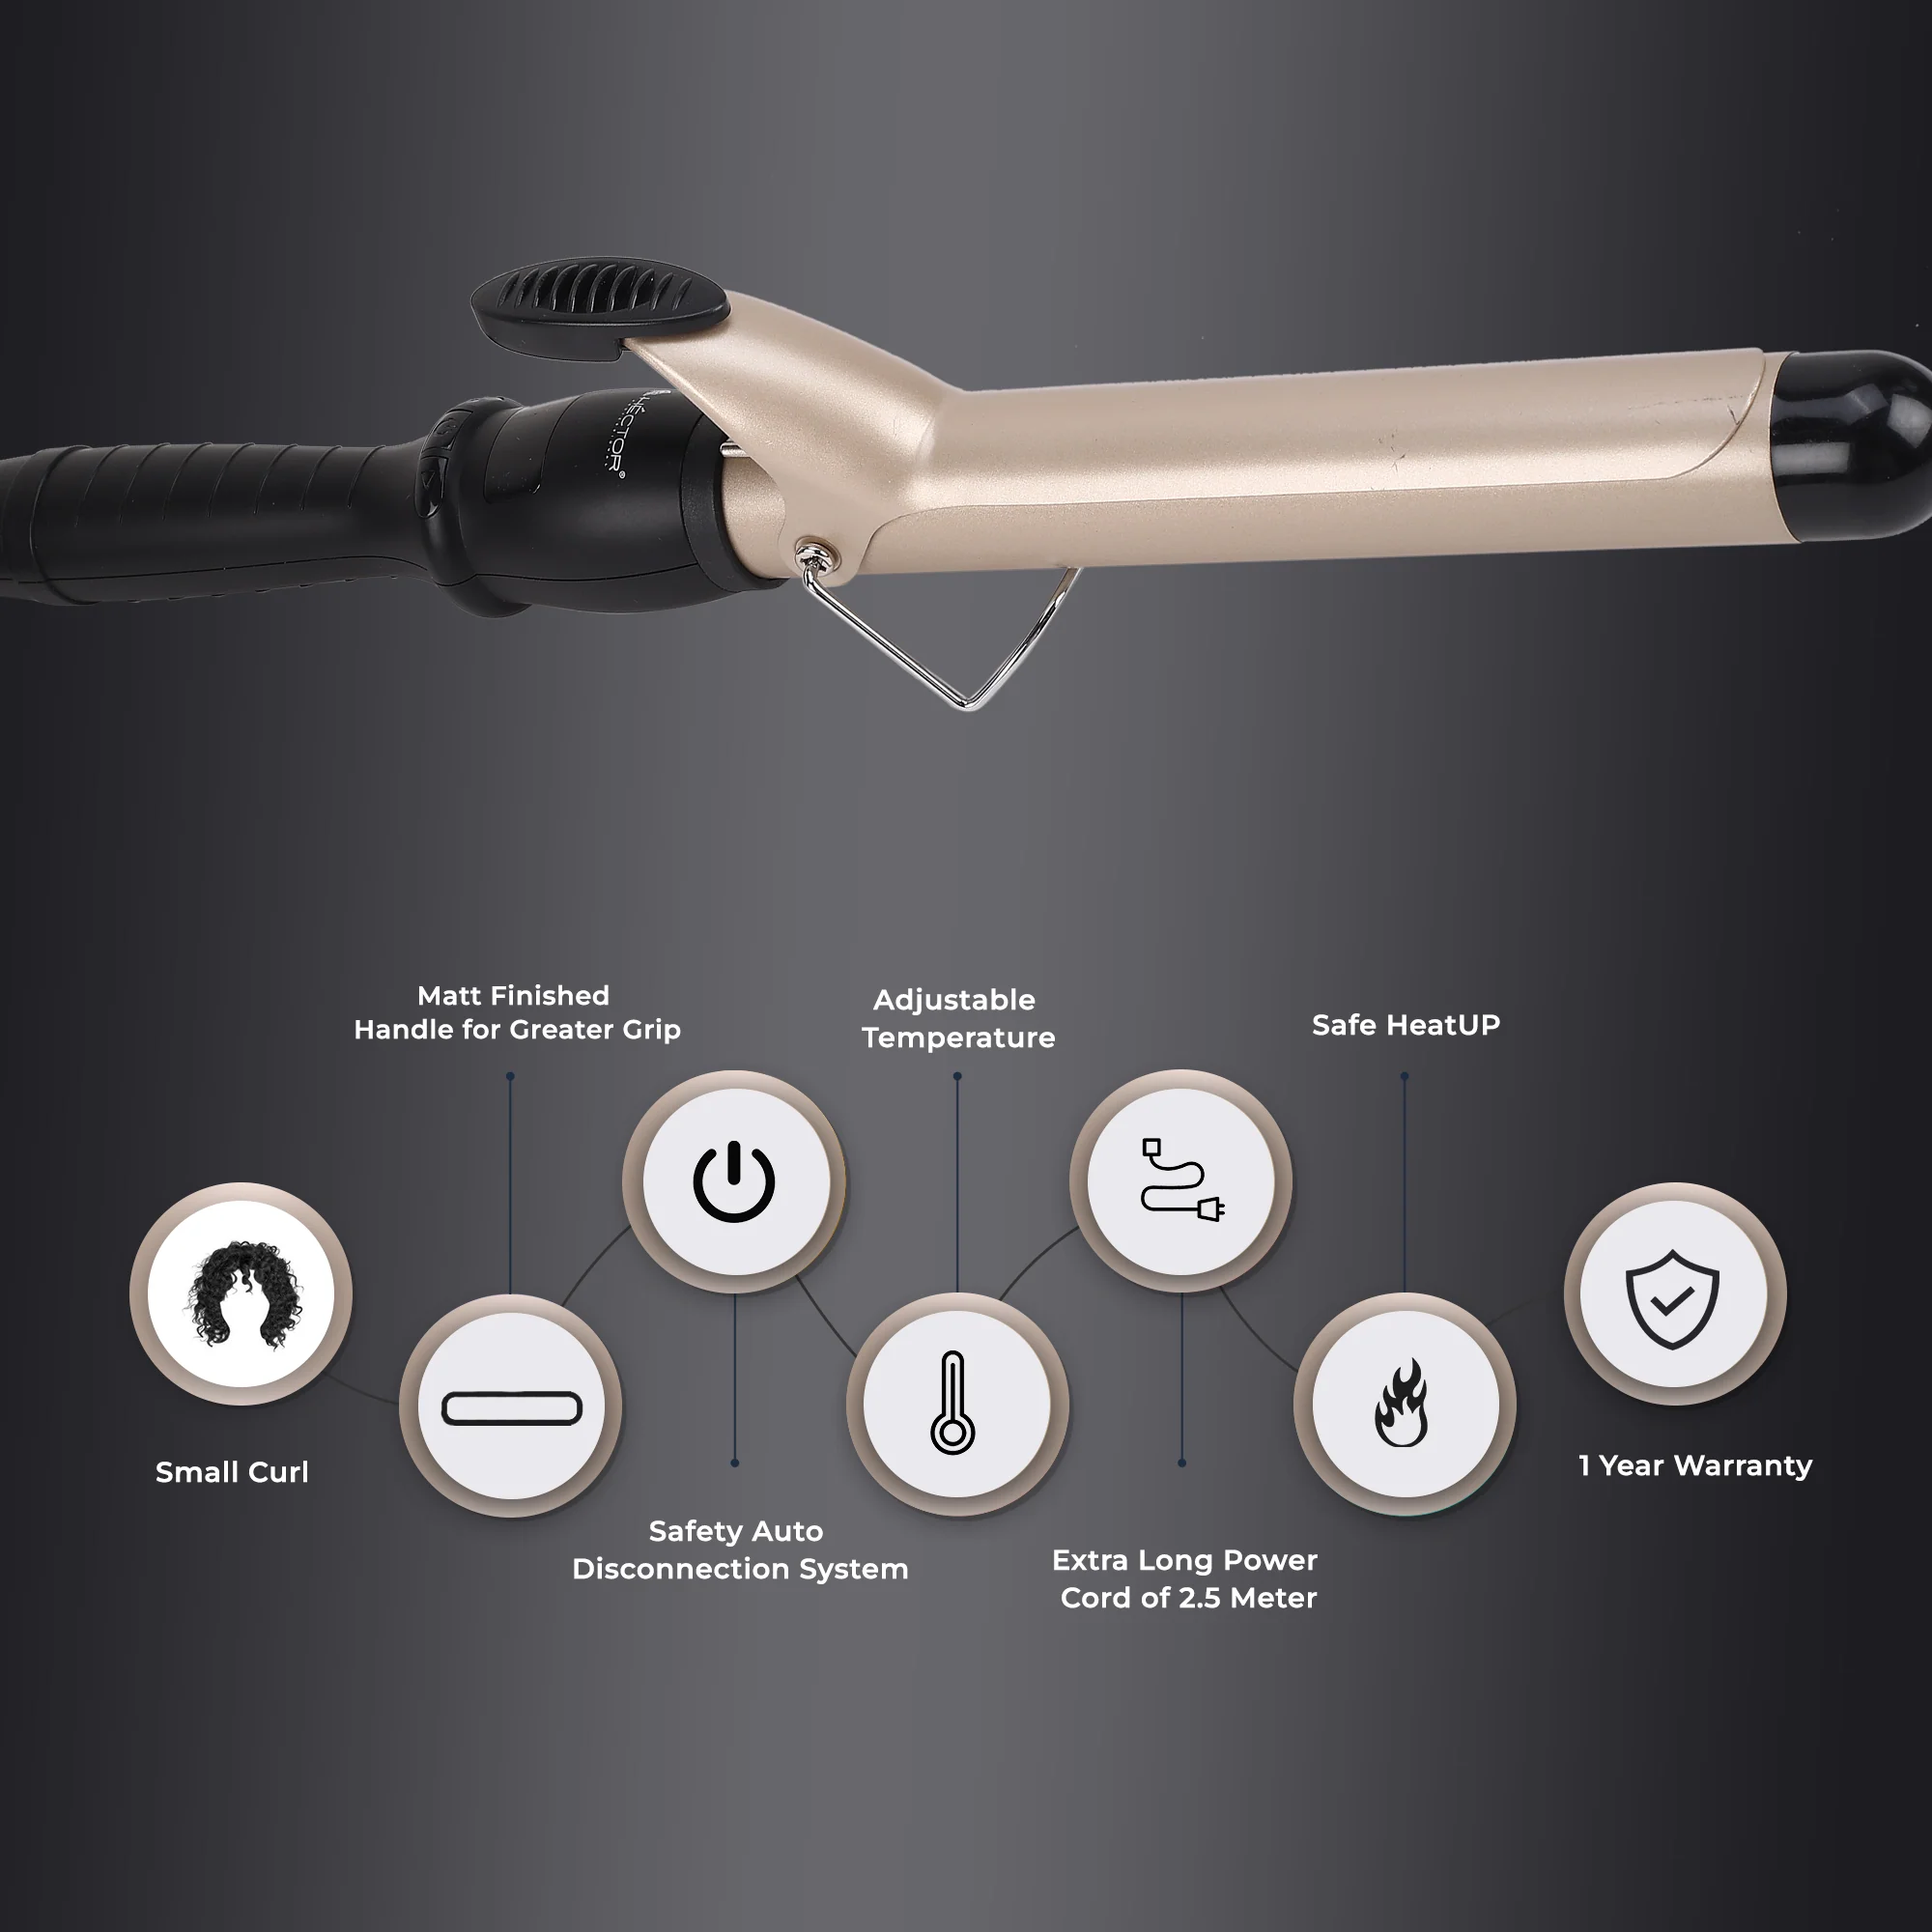 HECTOR®
Matt Finished
Handle for Greater Grip
Adjustable
Temperature
Safe HeatUP
Small Curl
1 Year Warranty
Safety Auto
Disconnection System
Extra Long Power
Cord of 2.5 Meter